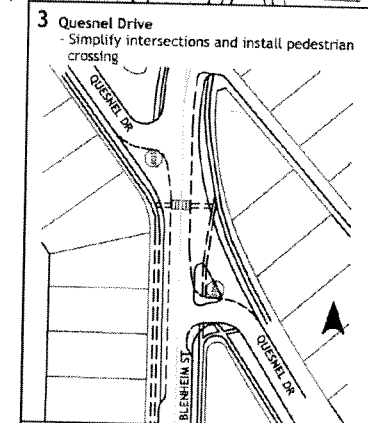 3 Quesnel Drive
- Simplify intersections and install pedestrian
crossing
QUESNEL DR
BLENHEIM ST
QUESNEL DR